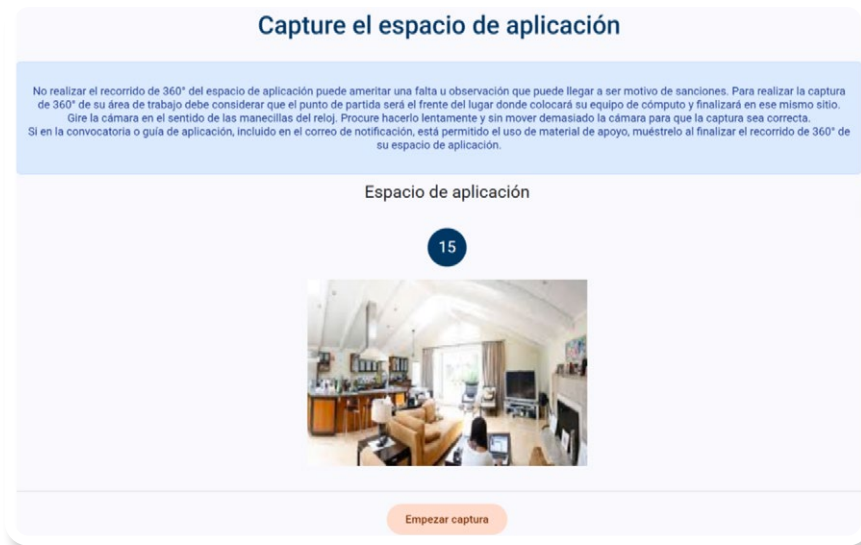 Capture el espacio de aplicación
No realizar el recorrido de 360° del espacio de aplicación puede ameritar una falta u observación que puede llegar a ser motivo de sanciones. Para realizar la captura
de 360° de su área de trabajo debe considerar que el punto de partida será el frente del lugar donde colocará su equipo de cómputo y finalizará en ese mismo sitio.
Gire la cámara en el sentido de las manecillas del reloj. Procure hacerlo lentamente y sin mover demasiado la cámara para que la captura sea correcta.
Si en la convocatoria o guía de aplicación, incluido en el correo de notificación, está permitido el uso de material de apoyo, muéstrelo al finalizar el recorrido de 360° de
su espacio de aplicación.
Espacio de aplicación
15
Empezar captura